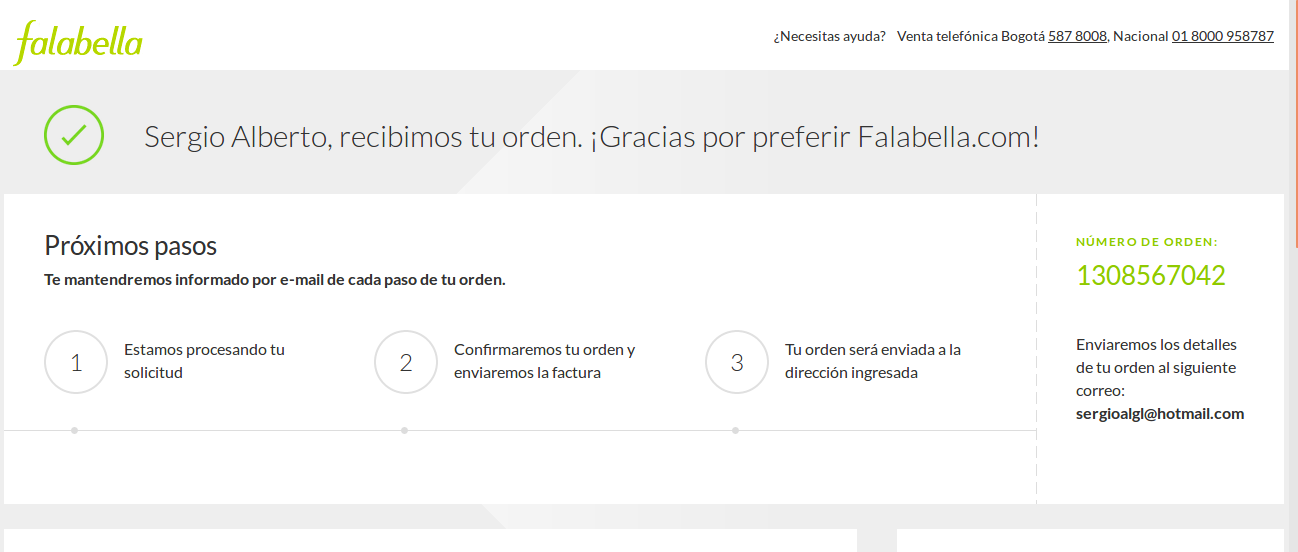 falabella
¿Necesitas ayuda? Venta telefónica Bogotá 587 8008, Nacional 01 8000 958787
Sergio Alberto, recibimos tu orden. ¡Gracias por preferir Falabella.com!
Próximos pasos
Te mantendremos informado por e-mail de cada paso de tu orden.
1
Estamos procesando tu
solicitud
2
Confirmaremos tu orden y
enviaremos la factura
3
Tu orden será enviada a la
dirección ingresada
NÚMERO DE ORDEN:
1308567042
Enviaremos los detalles
de tu orden al siguiente
correo:
sergioalgl@hotmail.com